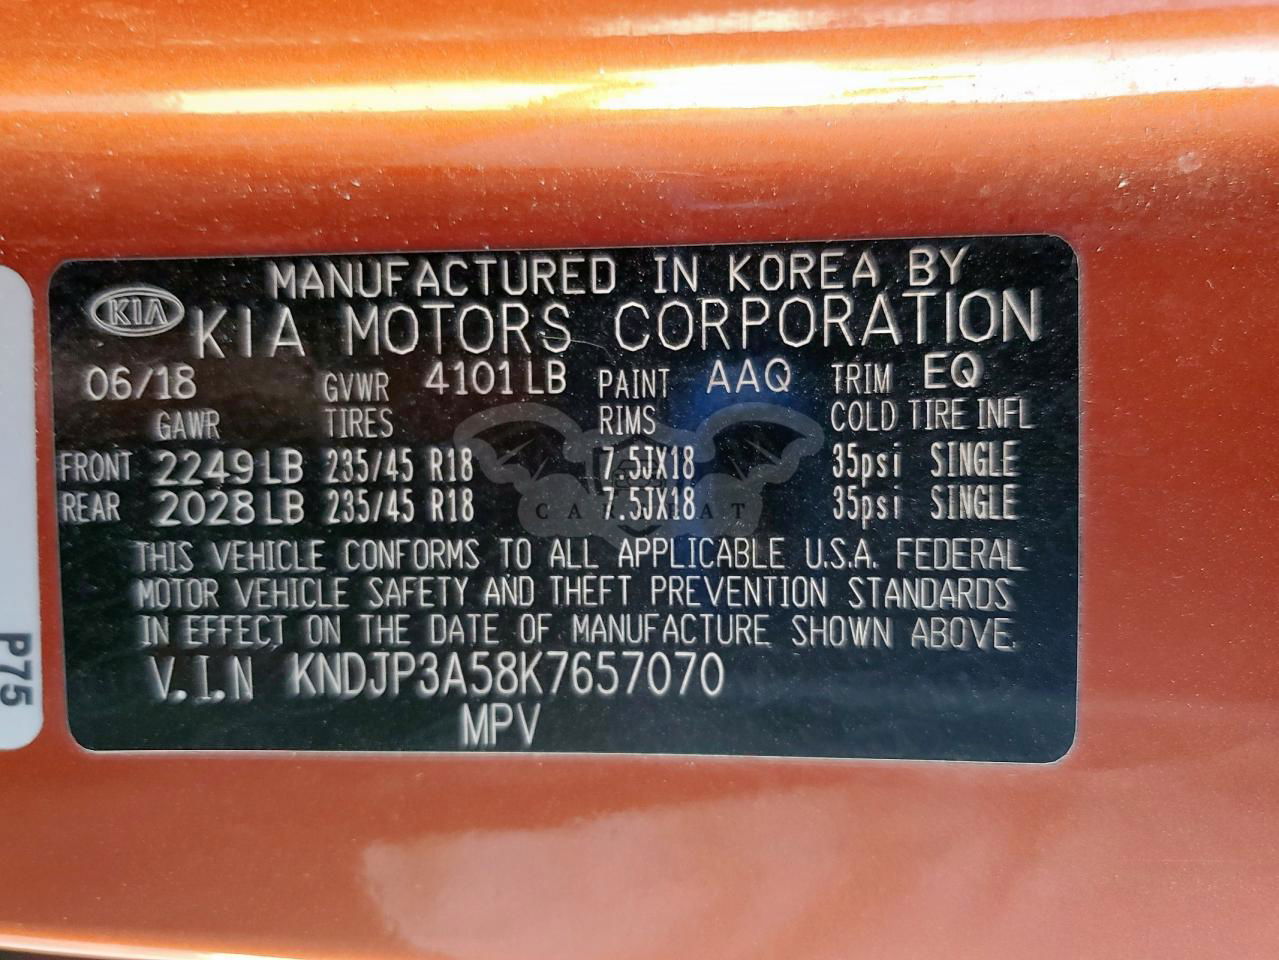 MANUFACTURED IN KOREA BY
KIA KIA MOTORS CORPORATION
06/18 GVWR 4101LB PAINT AAQ TRIM EQ
GAWR TIRES RIMS COLD TIRE INFL
FRONT 2249LB 235/45 R18 7.5JX18 35psi SINGLE
REAR 2028LB 235/45 R18 7.5JX18 35psi SINGLE
THIS VEHICLE CONFORMS TO ALL APPLICABLE U.S.A. FEDERAL
MOTOR VEHICLE SAFETY AND THEFT PREVENTION STANDARDS
IN EFFECT ON THE DATE OF MANUFACTURE SHOWN ABOVE.
V.I.N KNDJP3A58K7657070
MPV
P75